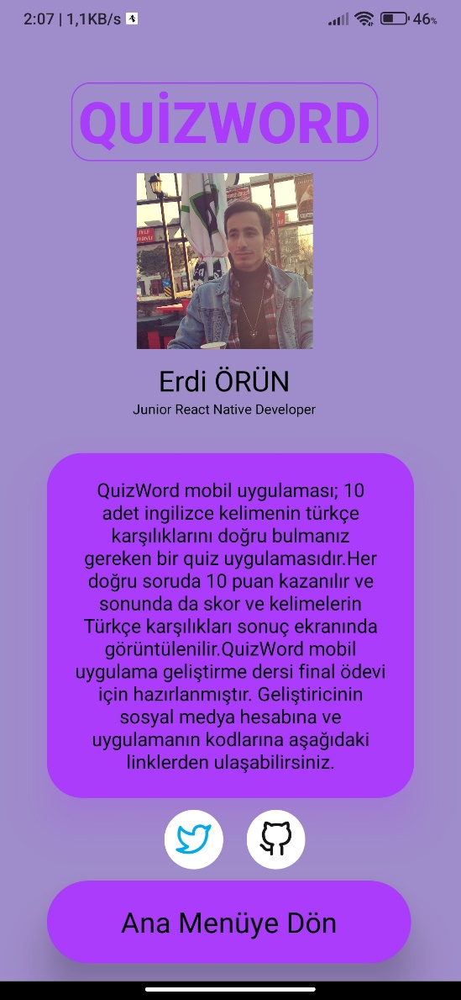 2:07 | 1,1KB/s
46%
QUİZWORD
Erdi ÖRÜN
Junior React Native Developer
QuizWord mobil uygulaması; 10
adet ingilizce kelimenin türkçe
karşılıklarını doğru bulmanız
gereken bir quiz uygulamasıdır.Her
doğru soruda 10 puan kazanılır ve
sonunda da skor ve kelimelerin
Türkçe karşılıkları sonuç ekranında
görüntülenilir.QuizWord mobil
uygulama geliştirme dersi final ödevi
için hazırlanmıştır. Geliştiricinin
sosyal medya hesabına ve
uygulamanın kodlarına aşağıdaki
linklerden ulaşabilirsiniz.
Ana Menüye Dön